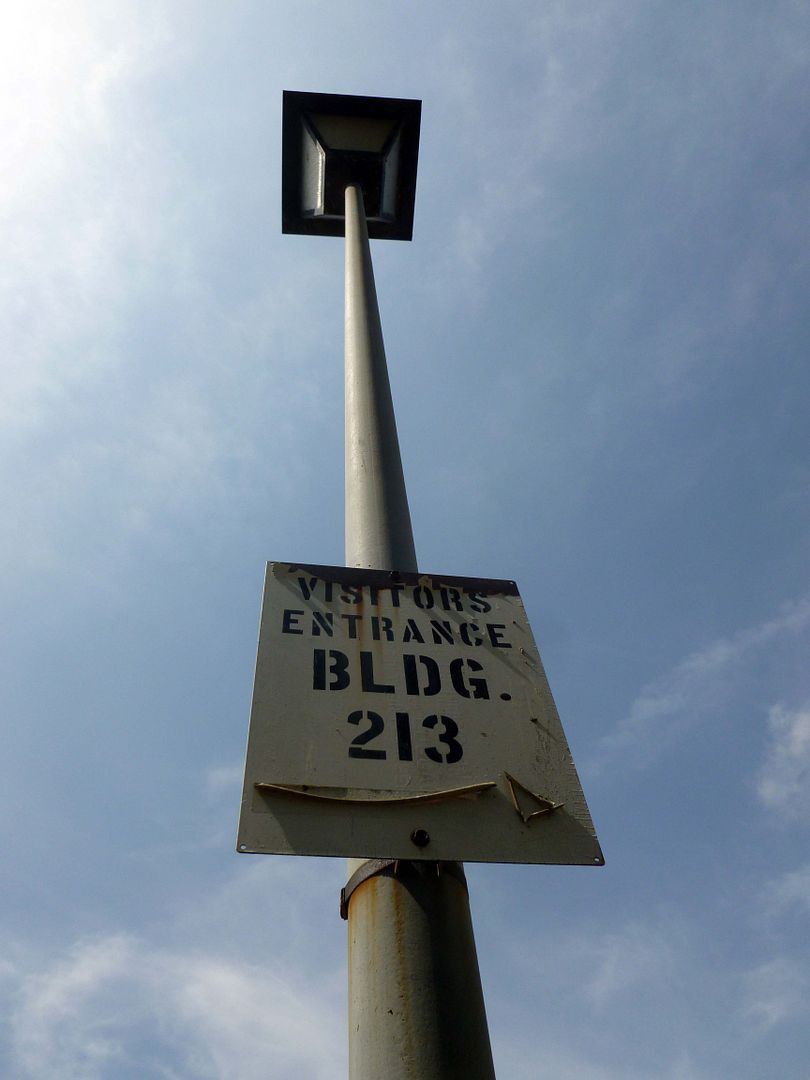 VISITORS
ENTRANCE
BLDG.
213